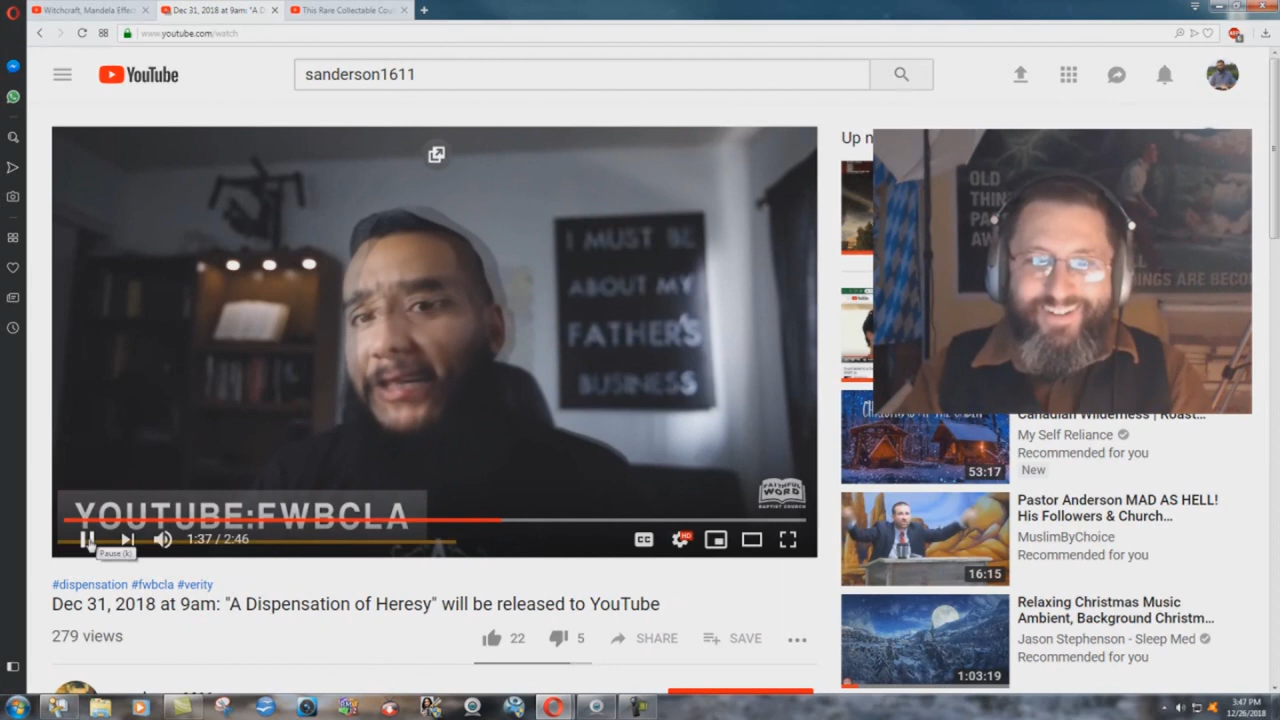 Witchcraft, Mandela Effec
Dec 31, 2018 at 9am: "A D
This Rare Collectable Cou
www.youtube.com/watch
YouTube
sanderson1611
Up n
OLD
THIN
PA
AW
LL
INGS ARE BECO
I MUST BE
ABOUT MY
FATHER'S
BUSINESS
FAITHFUL
WORD
BAPTIST CHURCH
YOUTUBE:FWBCLA
1:37 / 2:46
CC
HD
Pause (k)
53:17
My Self Reliance
Recommended for you
New
Pastor Anderson MAD AS HELL!
His Followers & Church...
MuslimByChoice
Recommended for you
16:15
Relaxing Christmas Music
Ambient, Background Christm...
Jason Stephenson - Sleep Med
Recommended for you
1:03:19
#dispensation #fwbcla #verity
Dec 31, 2018 at 9am: "A Dispensation of Heresy" will be released to YouTube
279 views
22
5
SHARE
SAVE
3:47 PM
12/26/2018